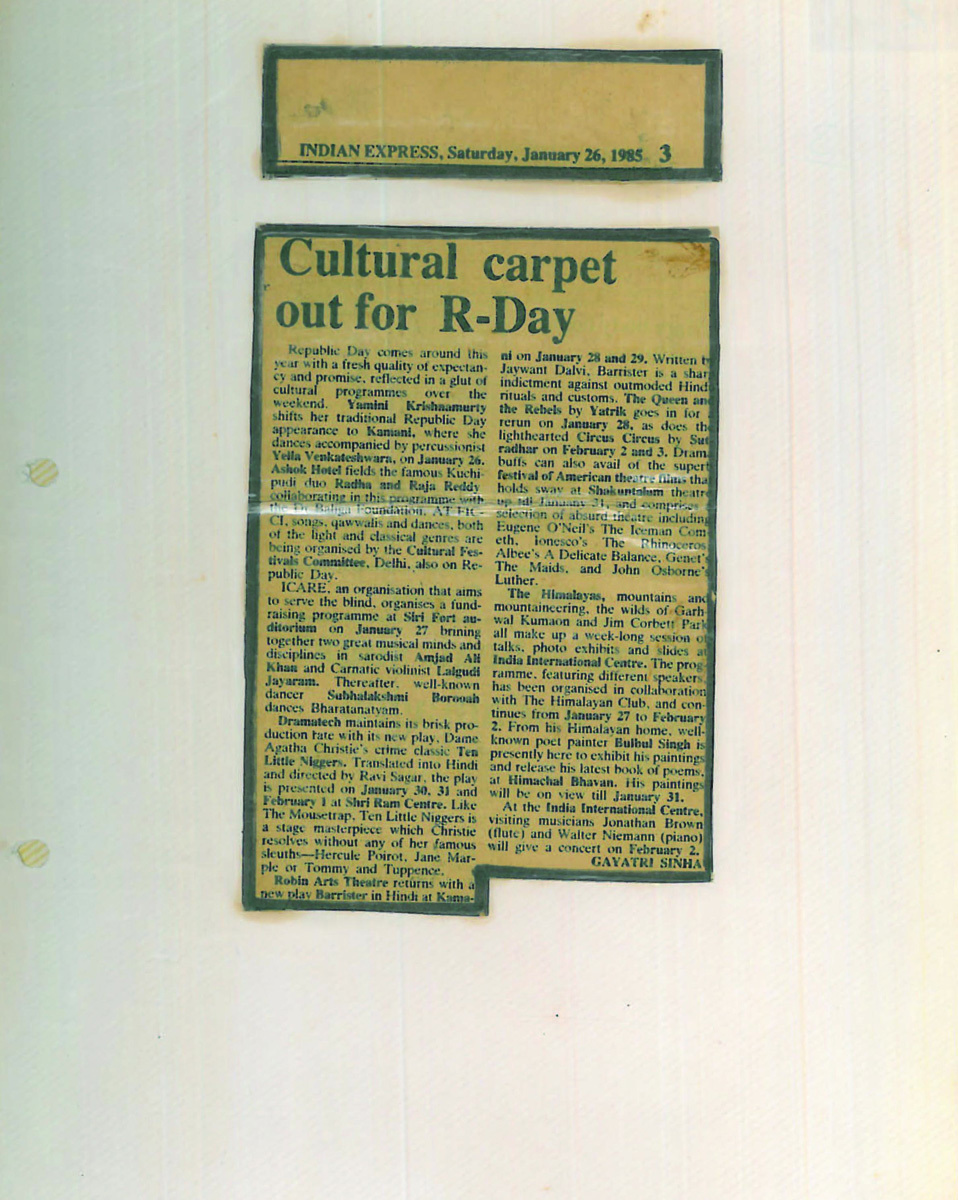 INDIAN EXPRESS, Saturday, January 26, 1985 3
Cultural carpet
out for R-Day
Republic Day comes around this
year with a fresh quality of expectan-
cy and promise, reflected in a glut of
cultural programmes over the
weekend. Yamini Krishnamurty
shifts her traditional Republic Day
appearance to Kamani, where she
dances accompanied by percussionist
Yella Venkateshwara, on January 26.
Ashok Hotel fields the famous Kuchi-
pudi duo Radha and Raja Reddy
collaborating in this programme with
the Dr. Baliga Foundation. AT FIC-
CI, songs, qawwalis and dances, both
of the light and classical genres are
being organised by the Cultural Fes-
tivals Committee, Delhi, also on Re-
public Day.
ICARE, an organisation that aims
to serve the blind, organises a fund-
raising programme at Siri Fort au-
ditorium on January 27 brining
together two great musical minds and
disciplines in sarodist Amjad Ali
Khan and Carnatic violinist Lalgudi
Jayaram. Thereafter, well-known
dancer Subhalakshmi Borooah
dances Bharatanatyam.
Dramatech maintains its brisk pro-
duction rate with its new play, Dame
Agatha Christie's crime classic Ten
Little Niggers. Translated into Hindi
and directed by Ravi Sagar, the play
is presented on January 30, 31 and
February 1 at Shri Ram Centre. Like
The Mousetrap, Ten Little Niggers is
a stage masterpiece which Christie
resolves without any of her famous
sleuths—Hercule Poirot, Jane Mar-
ple or Tommy and Tuppence.
Robin Arts Theatre returns with a
new play Barrister in Hindi at Kama-
ni on January 28 and 29. Written b
Jaywant Dalvi, Barrister is a shar
indictment against outmoded Hind
rituals and customs. The Queen an
the Rebels by Yatrik goes in for
rerun on January 28, as does th
lighthearted Circus Circus by Sut
radhar on February 2 and 3. Dram
buffs can also avail of the super
festival of American theatre films tha
holds sway at Shakuntalam theatre
up till January 31, and comprises
selection of absurd theatre including
Eugene O'Neil's The Iceman Com
eth, Ionesco's The Rhinoceros
Albee's A Delicate Balance, Genet's
The Maids, and John Osborne's
Luther.
The Himalayas, mountains and
mountaineering, the wilds of Garh-
wal Kumaon and Jim Corbett Park
all make up a week-long session of
talks, photo exhibits and slides at
India International Centre. The prog-
ramme, featuring different speakers,
has been organised in collaboration
with The Himalayan Club, and con-
tinues from January 27 to February
2. From his Himalayan home, well-
known poet painter Bulbul Singh is
presently here to exhibit his paintings
and release his latest book of poems,
at Himachal Bhavan. His paintings
will be on view till January 31.
At the India International Centre,
visiting musicians Jonathan Brown
(flute) and Walter Niemann (piano)
will give a concert on February 2.
GAYATRI SINHA